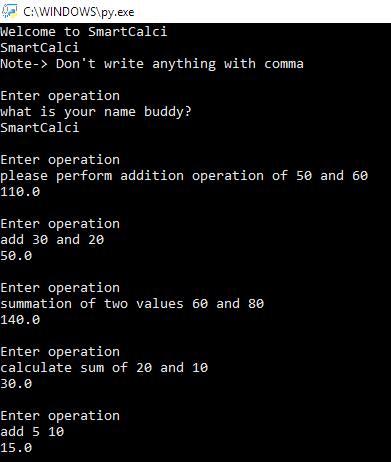 C:\WINDOWS\py.exe
Welcome to SmartCalci
SmartCalci
Note-> Don't write anything with comma
Enter operation
what is your name buddy?
SmartCalci
Enter operation
please perform addition operation of 50 and 60
110.0
Enter operation
add 30 and 20
50.0
Enter operation
summation of two values 60 and 80
140.0
Enter operation
calculate sum of 20 and 10
30.0
Enter operation
add 5 10
15.0